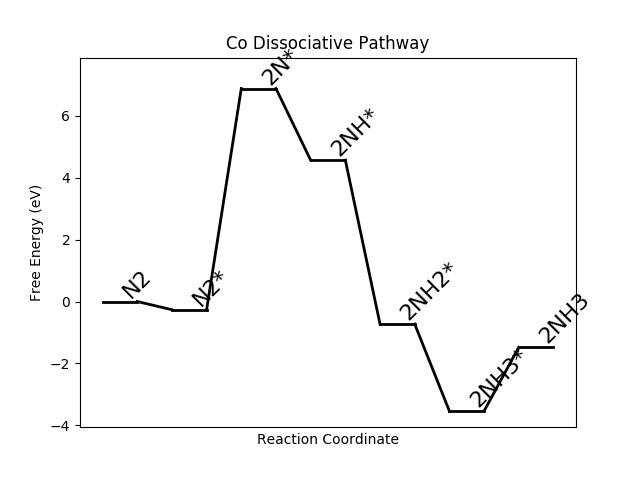 Co Dissociative Pathway
Free Energy (eV)
6
4
2
0
−2
−4
N2
N2*
2N*
2NH*
2NH2*
2NH3*
2NH3
Reaction Coordinate